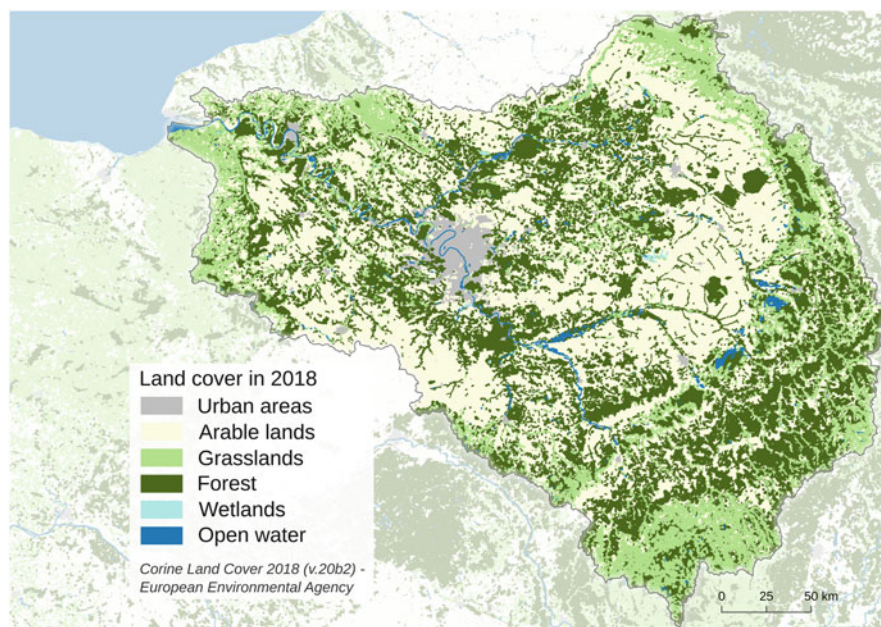 Land cover in 2018
Urban areas
Arable lands
Grasslands
Forest
Wetlands
Open water
Corine Land Cover 2018 (v.20b2) -
European Environmental Agency
0 25 50 km